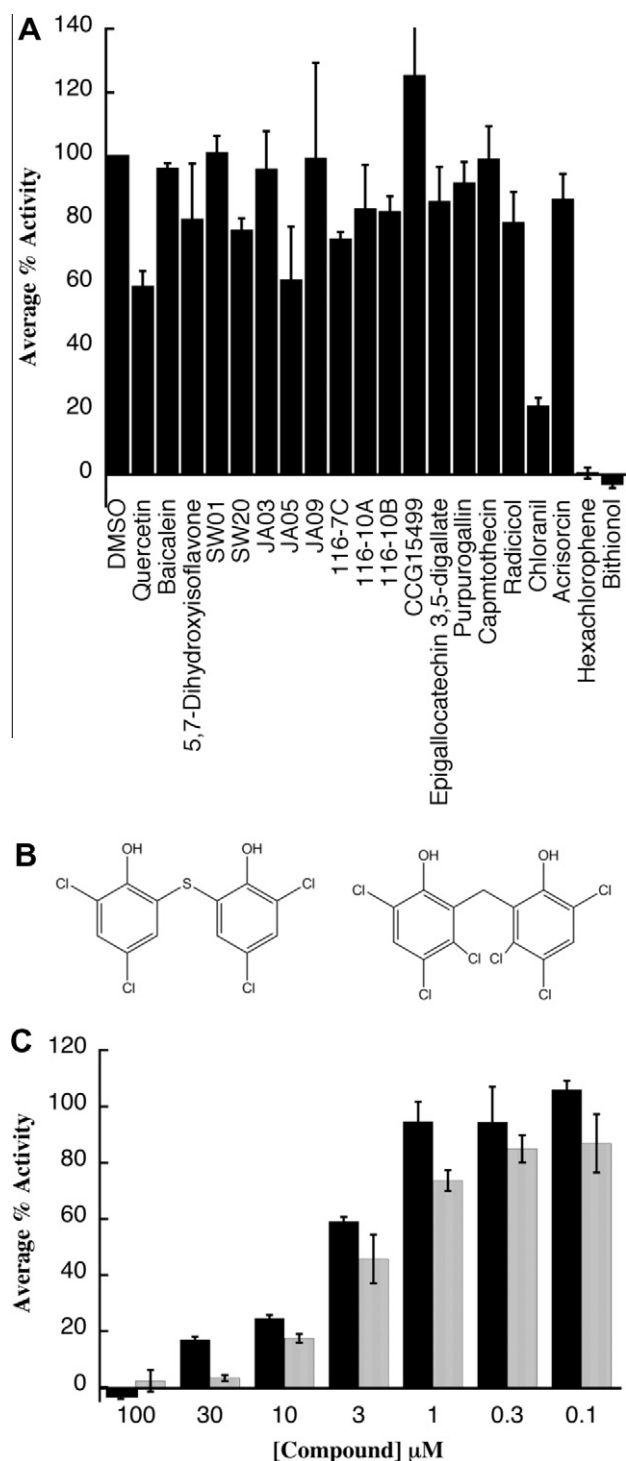 A
140
120
100
80
60
40
20
0
Average % Activity
DMSO
Quercetin
Baicalein
5,7-Dihydroxyisoflavone
SW01
SW20
JA03
JA05
JA09
116-7C
116-10A
116-10B
CCG15499
Epigallocatechin 3,5-digallate
Purpurogallin
Capmtothecin
Radicicol
Chloranil
Acrisorcin
Hexachlorophene
Bithionol
B
OH OH
Cl S Cl
Cl Cl
OH OH
Cl Cl
Cl Cl
Cl Cl
C
120
100
80
60
40
20
0
Average % Activity
100 30 10 3 1 0.3 0.1
[Compound] μM